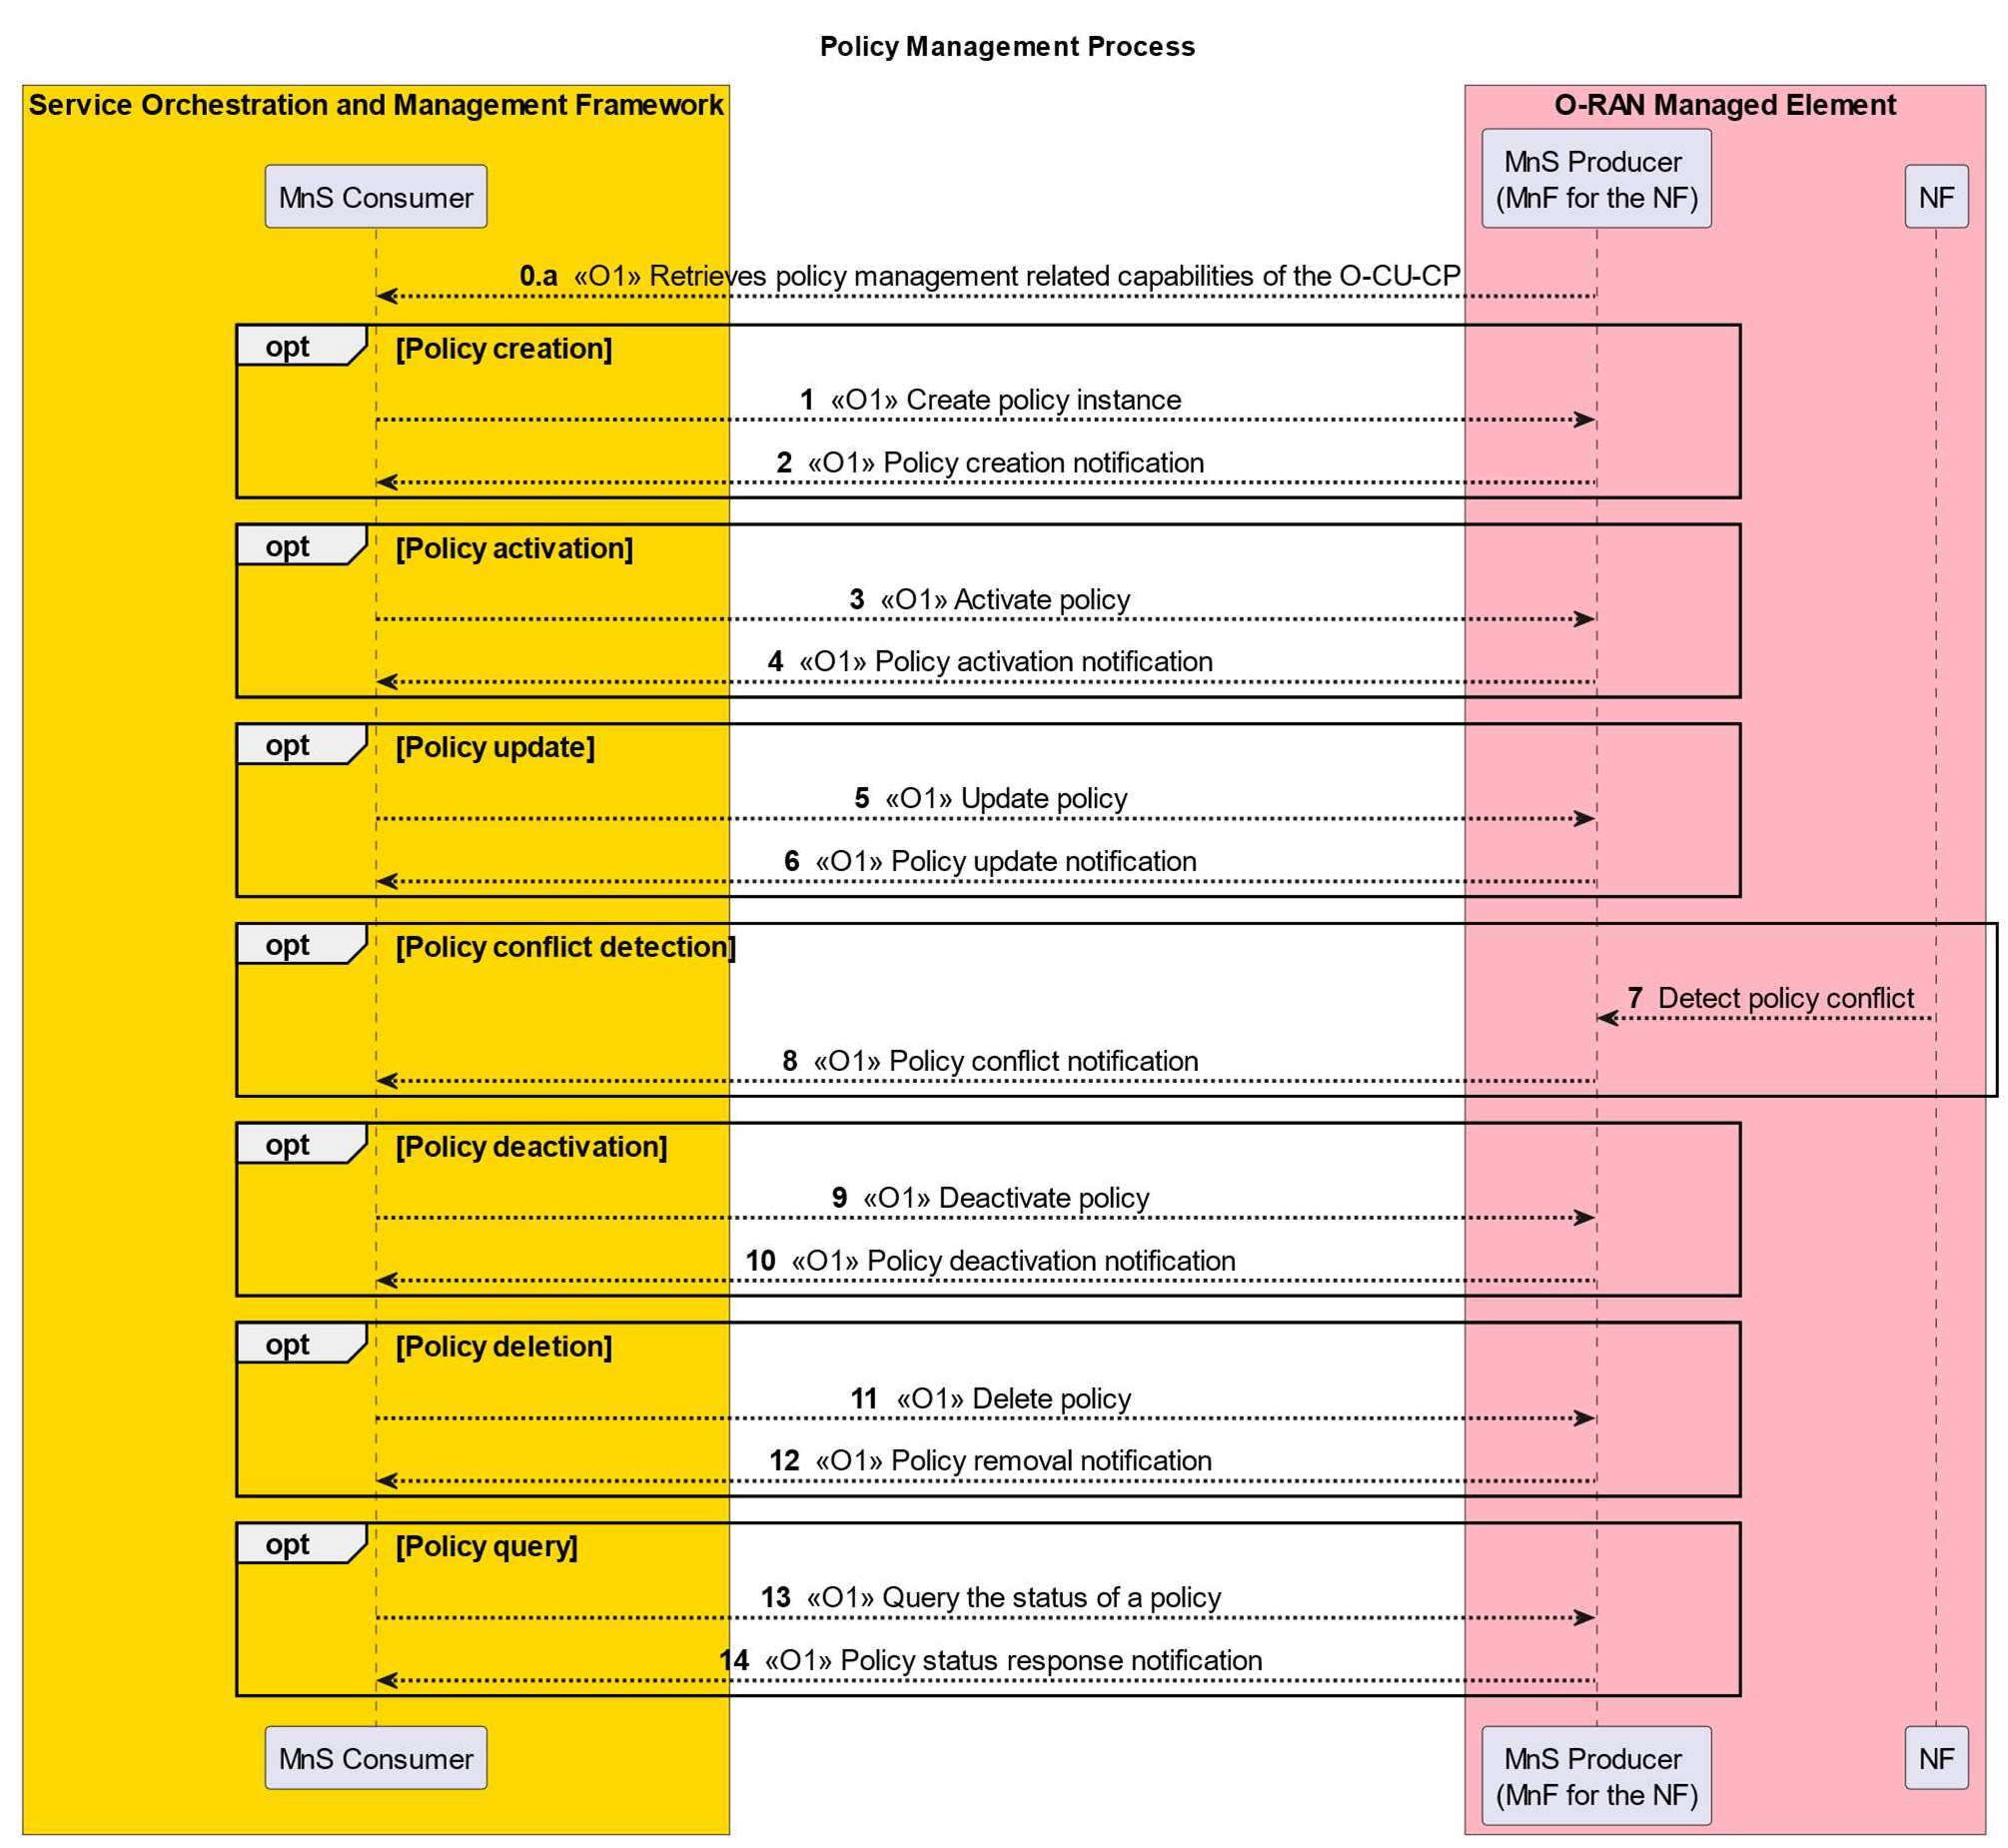 Policy Management Process
Service Orchestration and Management Framework
O-RAN Managed Element
MnS Consumer
MnS Producer
(MnF for the NF)
NF
0.a «O1» Retrieves policy management related capabilities of the O-CU-CP
opt [Policy creation]
1 «O1» Create policy instance
2 «O1» Policy creation notification
opt [Policy activation]
3 «O1» Activate policy
4 «O1» Policy activation notification
opt [Policy update]
5 «O1» Update policy
6 «O1» Policy update notification
opt [Policy conflict detection]
7 Detect policy conflict
8 «O1» Policy conflict notification
opt [Policy deactivation]
9 «O1» Deactivate policy
10 «O1» Policy deactivation notification
opt [Policy deletion]
11 «O1» Delete policy
12 «O1» Policy removal notification
opt [Policy query]
13 «O1» Query the status of a policy
14 «O1» Policy status response notification
MnS Consumer
MnS Producer
(MnF for the NF)
NF